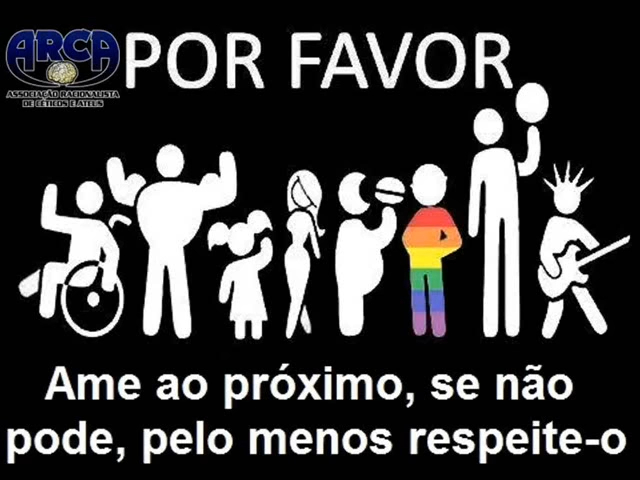 ARCA
ASSOCIAÇÃO RACIONALISTA
DE CÉTICOS E ATEUS
POR FAVOR
Ame ao próximo, se não
pode, pelo menos respeite-o